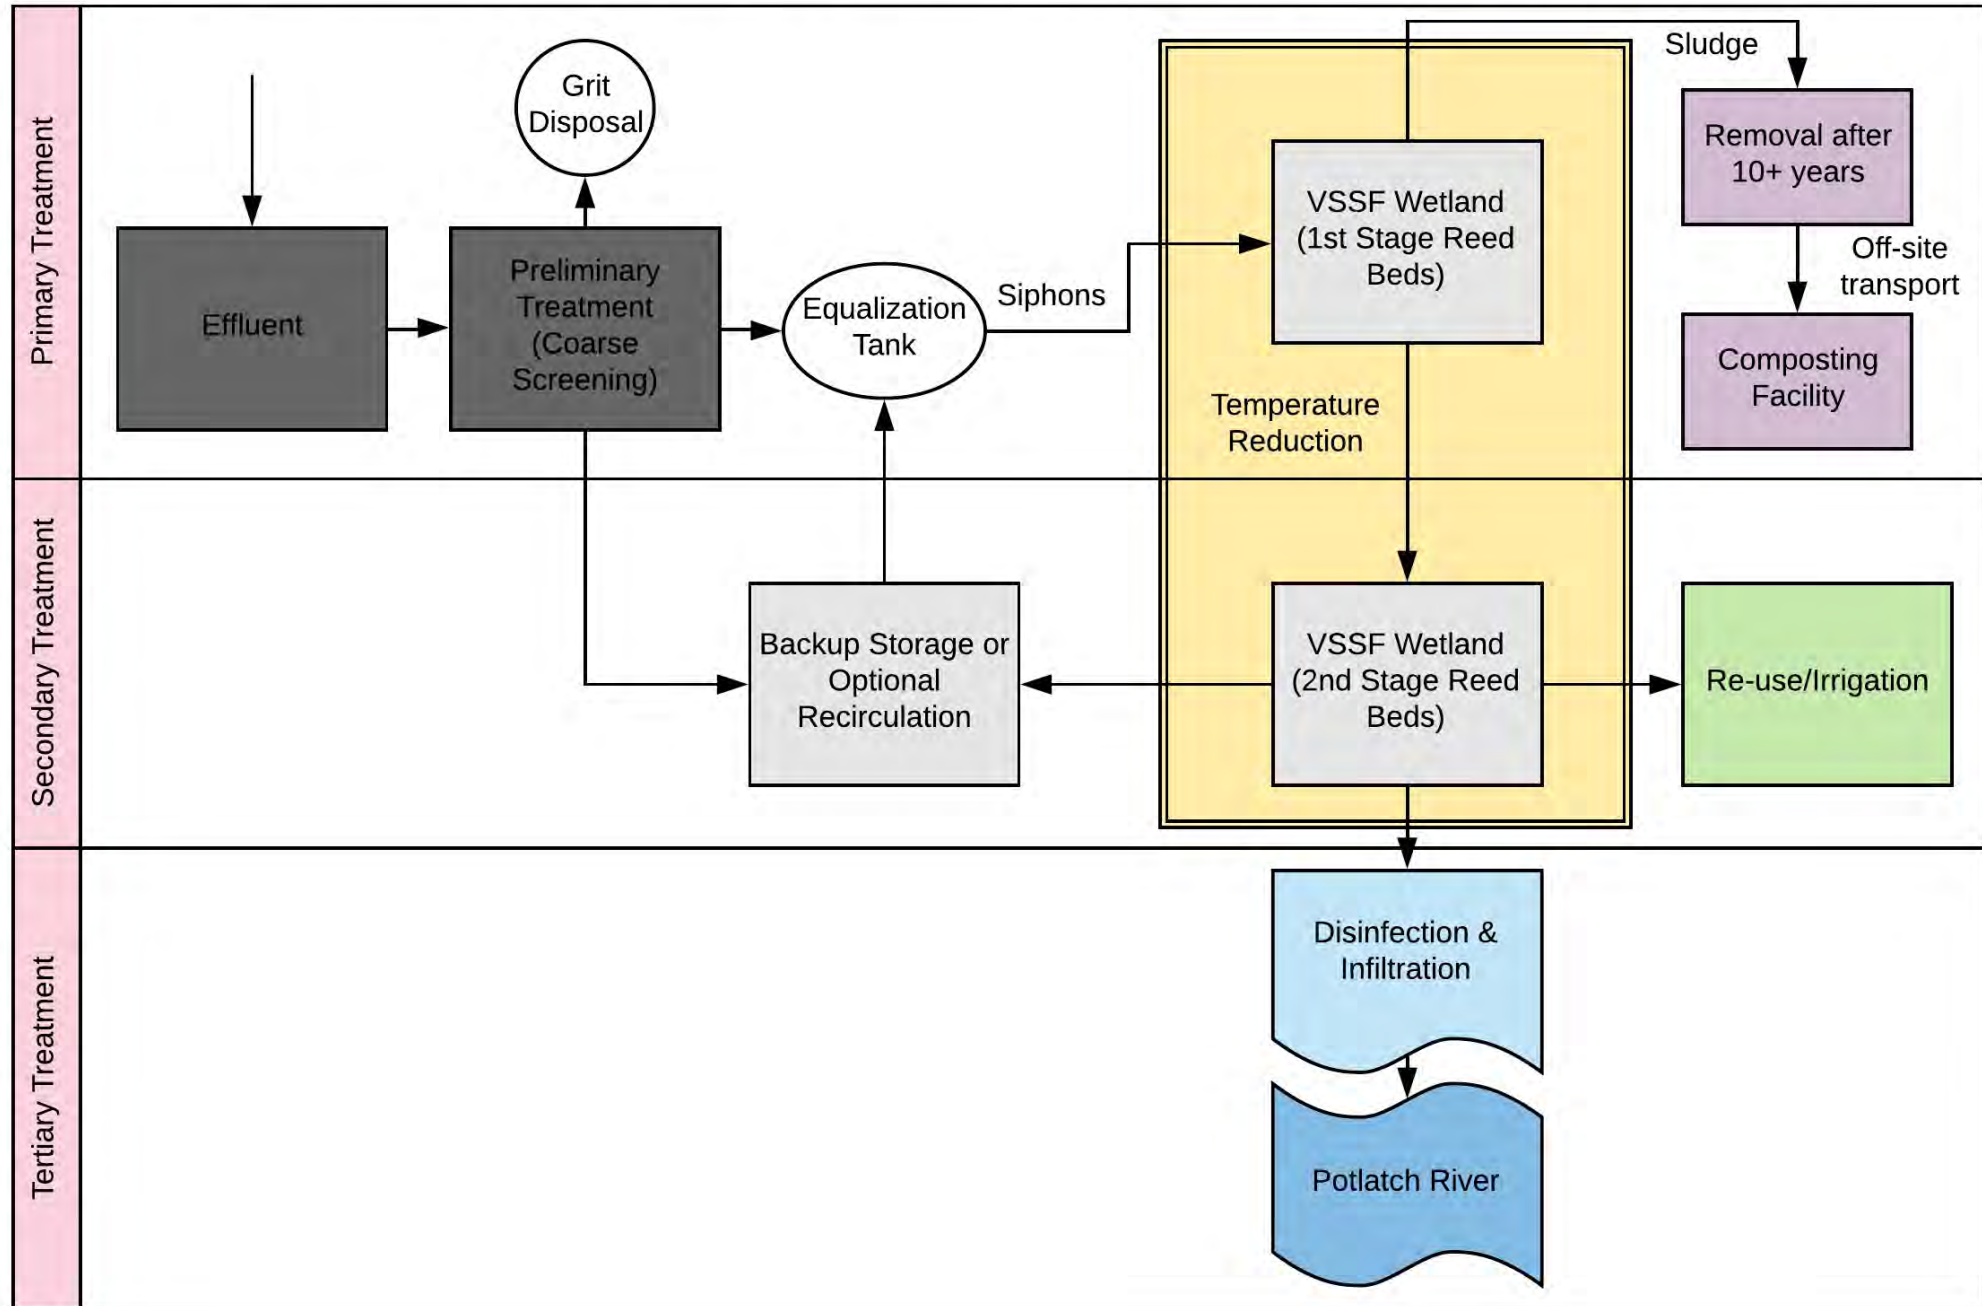 Primary Treatment
Grit
Disposal
Effluent
Preliminary
Treatment
(Coarse
Screening)
Equalization
Tank
Siphons
VSSF Wetland
(1st Stage Reed
Beds)
Temperature
Reduction
Sludge
Removal after
10+ years
Off-site
transport
Composting
Facility
Secondary Treatment
Backup Storage or
Optional
Recirculation
VSSF Wetland
(2nd Stage Reed
Beds)
Re-use/Irrigation
Tertiary Treatment
Disinfection &
Infiltration
Potlatch River